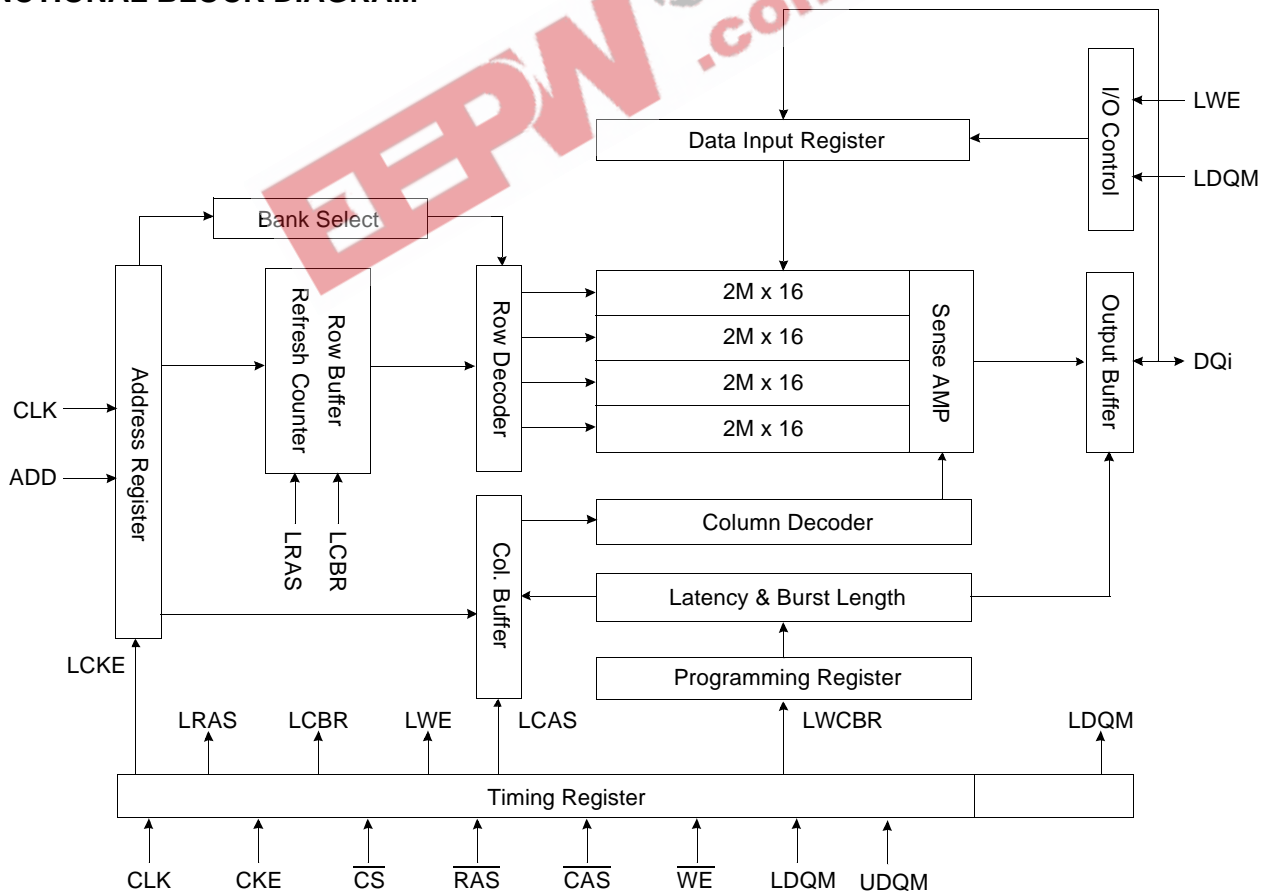 FUNCTIONAL BLOCK DIAGRAM
EEPW
.com
I/O Control
LWE
LDQM
Data Input Register
Bank Select
Address Register
Refresh Counter
Row Buffer
Row Decoder
2M x 16
2M x 16
2M x 16
2M x 16
Sense AMP
Output Buffer
DQi
CLK
ADD
LRAS
LCBR
Col. Buffer
Column Decoder
Latency & Burst Length
Programming Register
LCKE
LRAS
LCBR
LWE
LCAS
LWCBR
LDQM
Timing Register
CLK
CKE
CS
RAS
CAS
WE
LDQM
UDQM